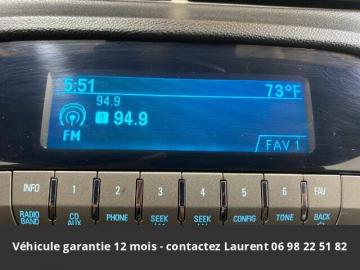 5:51 73°F
94.9
1 94.9
FM
FAV 1
INFO 1 2 3 4 5 6 FAV
RADIO BAND CD AUX PHONE SEEK SEEK CONFIG TONE BACK
Véhicule garantie 12 mois - contactez Laurent 06 98 22 51 82